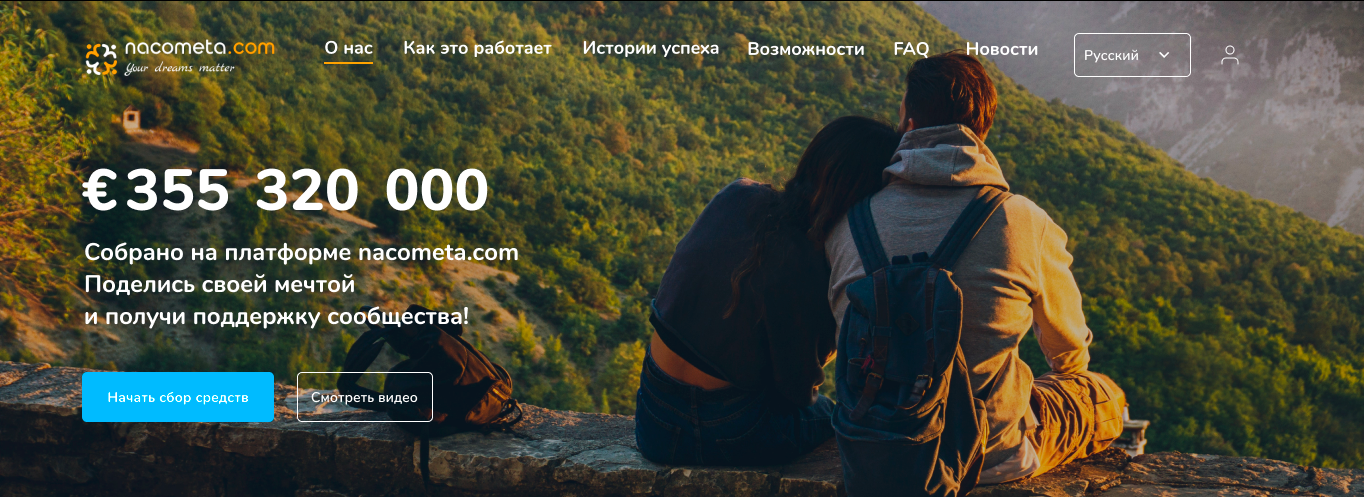 nacometa.com
Your dreams matter
О нас
Как это работает
Истории успеха
Возможности
FAQ
Новости
Русский
€355 320 000
Собрано на платформе nacometa.com
Поделись своей мечтой
и получи поддержку сообщества!
Начать сбор средств
Смотреть видео